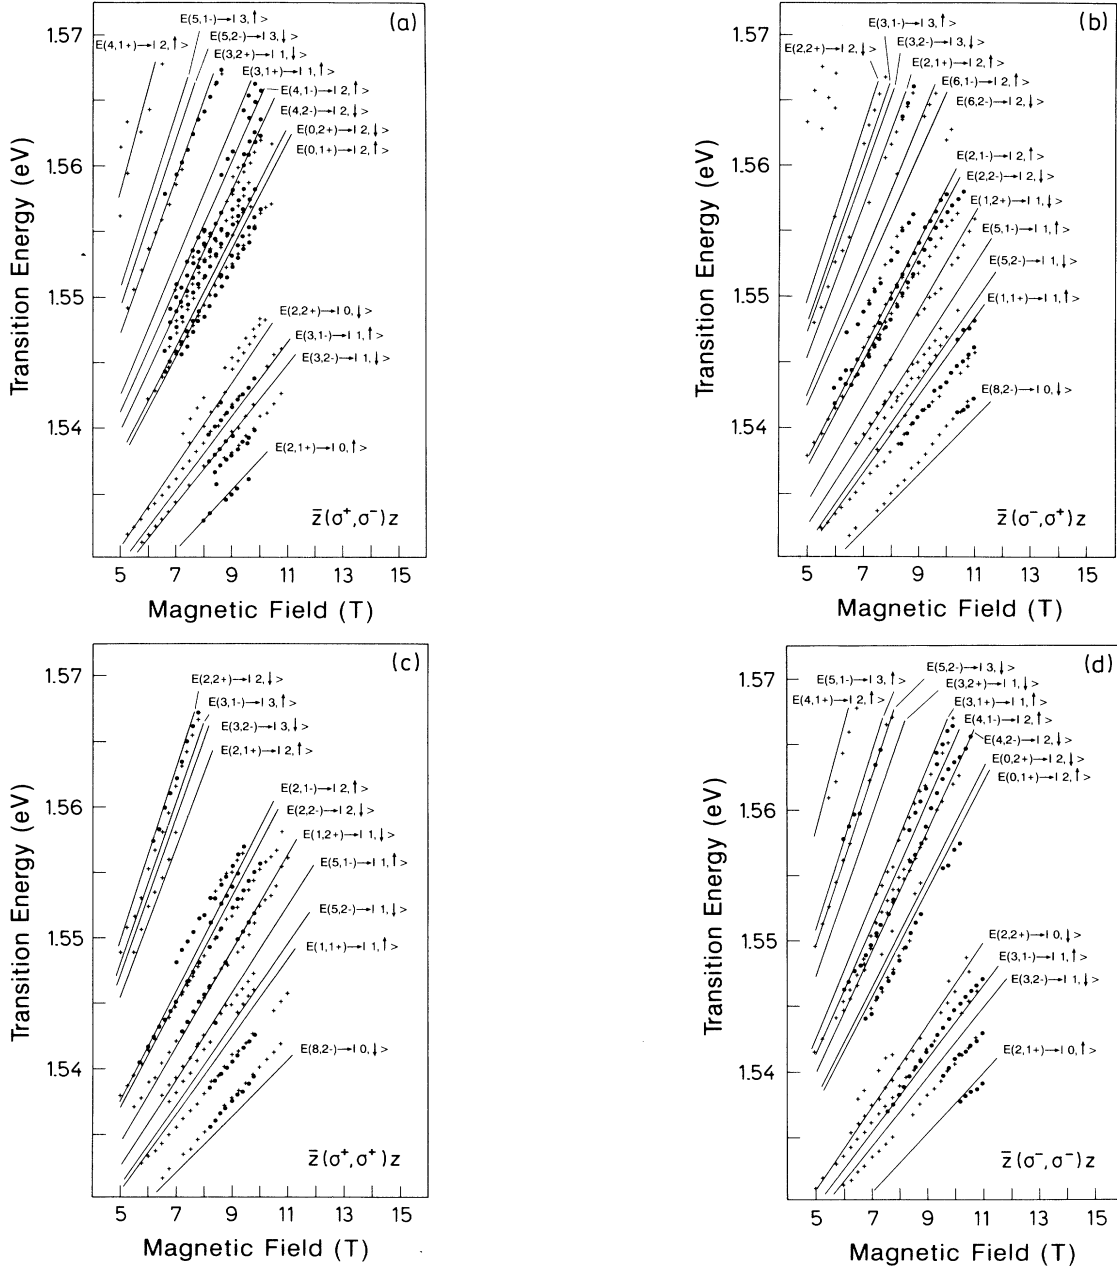 (a)
E(5,1-)→| 3,↑>
E(5,2-)→| 3,↓>
E(4,1+)→| 2,↑>
E(3,2+)→| 1,↓>
E(3,1+)→| 1,↑>
E(4,1-)→| 2,↑>
E(4,2-)→| 2,↓>
E(0,2+)→| 2,↓>
E(0,1+)→| 2,↑>
E(2,2+)→| 0,↓>
E(3,1-)→| 1,↑>
E(3,2-)→| 1,↓>
E(2,1+)→| 0,↑>
z̄(σ⁺,σ⁻)z
1.57
1.56
1.55
1.54
Transition Energy (eV)
5 7 9 11 13 15
Magnetic Field (T)
(b)
E(3,1-)→| 3,↑>
E(3,2-)→| 3,↓>
E(2,2+)→| 2,↓>
E(2,1+)→| 2,↑>
E(6,1-)→| 2,↑>
E(6,2-)→| 2,↓>
E(2,1-)→| 2,↑>
E(2,2-)→| 2,↓>
E(1,2+)→| 1,↓>
E(5,1-)→| 1,↑>
E(5,2-)→| 1,↓>
E(1,1+)→| 1,↑>
E(8,2-)→| 0,↓>
z̄(σ⁻,σ⁺)z
1.57
1.56
1.55
1.54
Transition Energy (eV)
5 7 9 11 13 15
Magnetic Field (T)
(c)
E(2,2+)→| 2,↓>
E(3,1-)→| 3,↑>
E(3,2-)→| 3,↓>
E(2,1+)→| 2,↑>
E(2,1-)→| 2,↑>
E(2,2-)→| 2,↓>
E(1,2+)→| 1,↓>
E(5,1-)→| 1,↑>
E(5,2-)→| 1,↓>
E(1,1+)→| 1,↑>
E(8,2-)→| 0,↓>
z̄(σ⁺,σ⁺)z
1.57
1.56
1.55
1.54
Transition Energy (eV)
5 7 9 11 13 15
Magnetic Field (T)
(d)
E(5,2-)→| 3,↓>
E(5,1-)→| 3,↑>
E(3,2+)→| 1,↓>
E(4,1+)→| 2,↑>
E(3,1+)→| 1,↑>
E(4,1-)→| 2,↑>
E(4,2-)→| 2,↓>
E(0,2+)→| 2,↓>
E(0,1+)→| 2,↑>
E(2,2+)→| 0,↓>
E(3,1-)→| 1,↑>
E(3,2-)→| 1,↓>
E(2,1+)→| 0,↑>
z̄(σ⁻,σ⁻)z
1.57
1.56
1.55
1.54
Transition Energy (eV)
5 7 9 11 13 15
Magnetic Field (T)